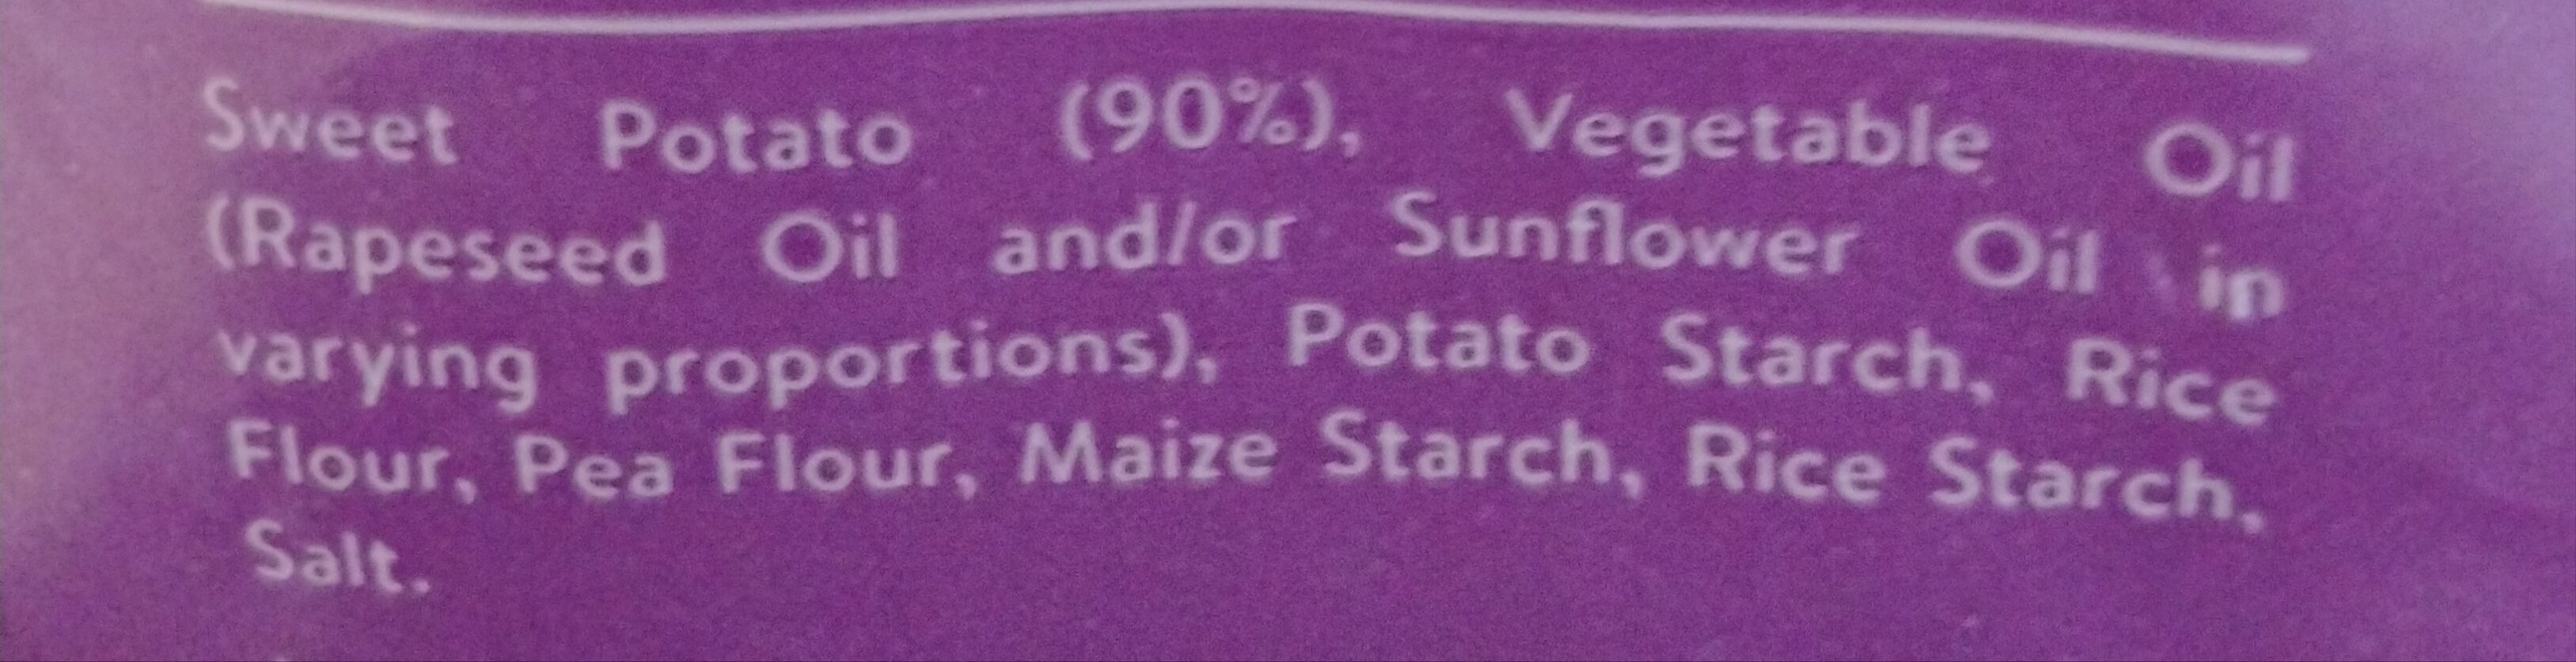 Sweet Potato (90%), Vegetable Oil
(Rapeseed Oil and/or Sunflower Oil in
varying proportions), Potato Starch, Rice
Flour, Pea Flour, Maize Starch, Rice Starch,
Salt.